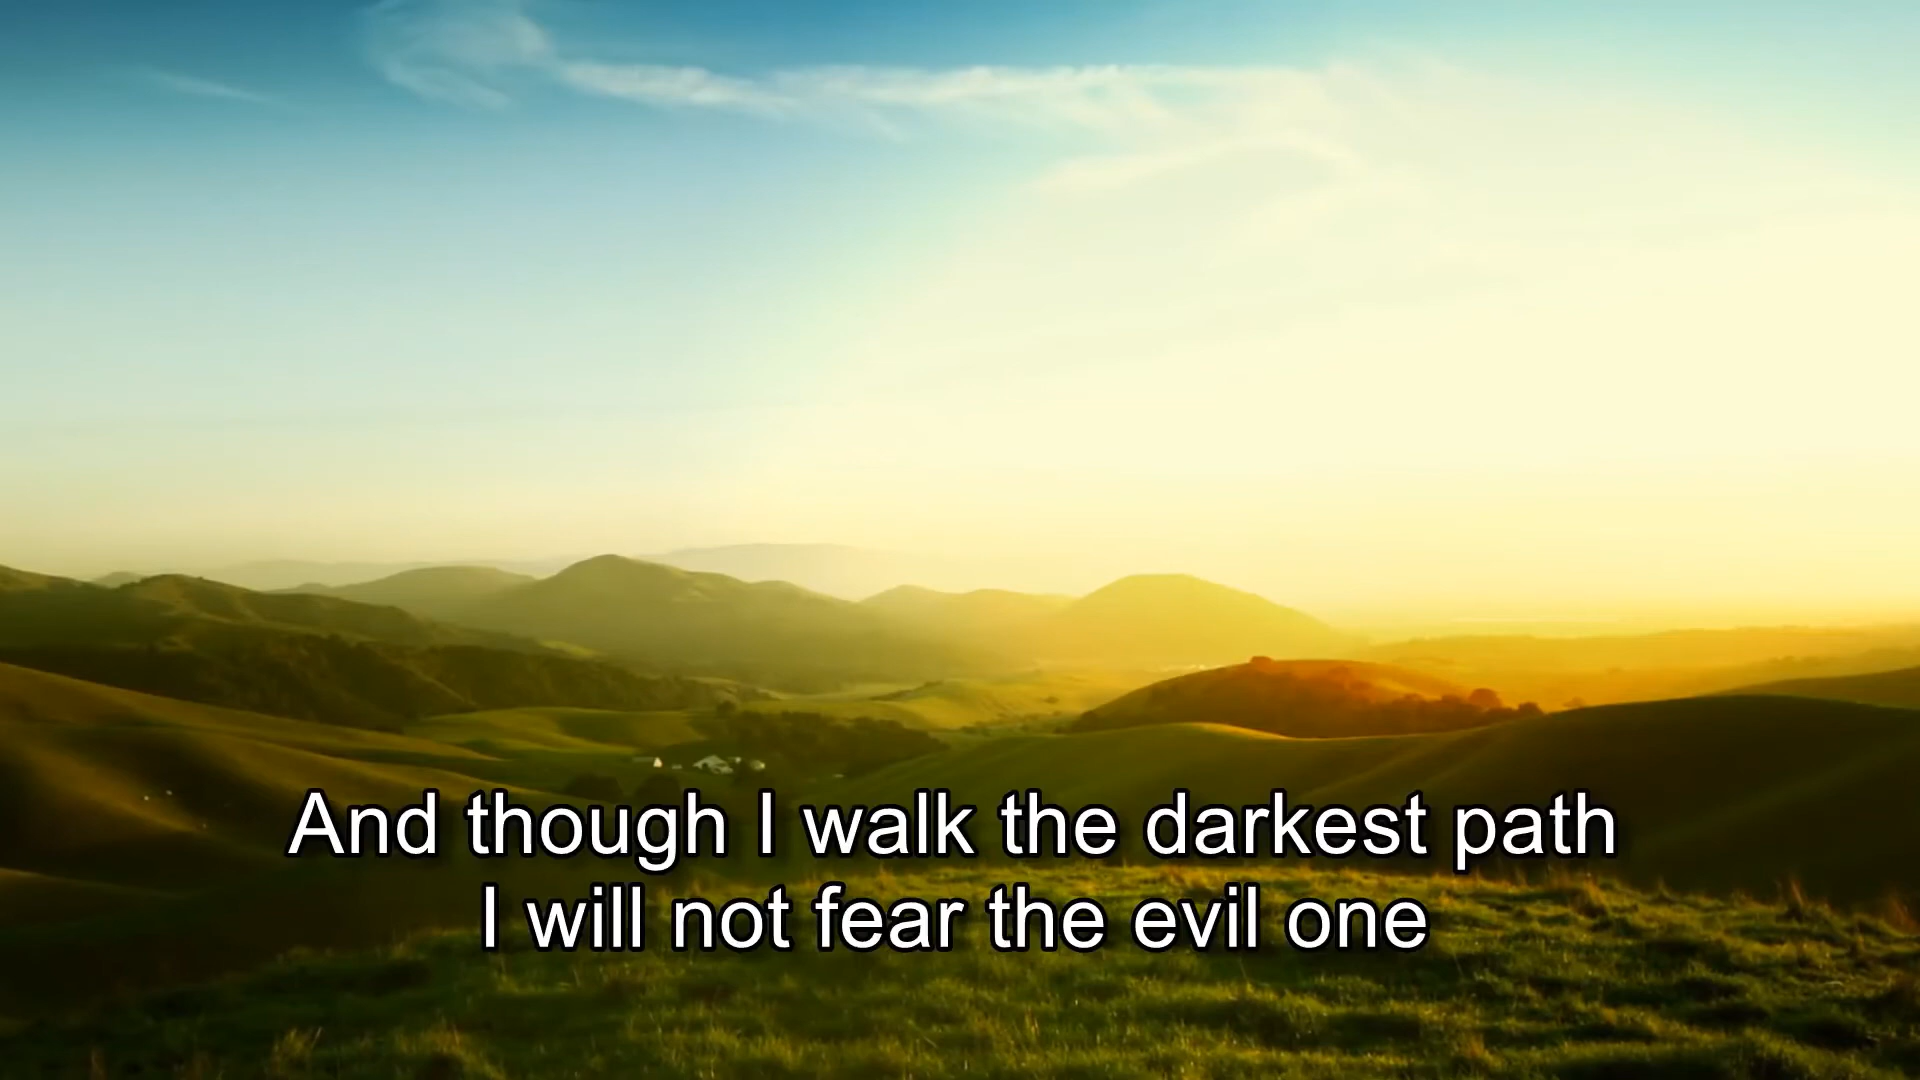 And though I walk the darkest path
I will not fear the evil one